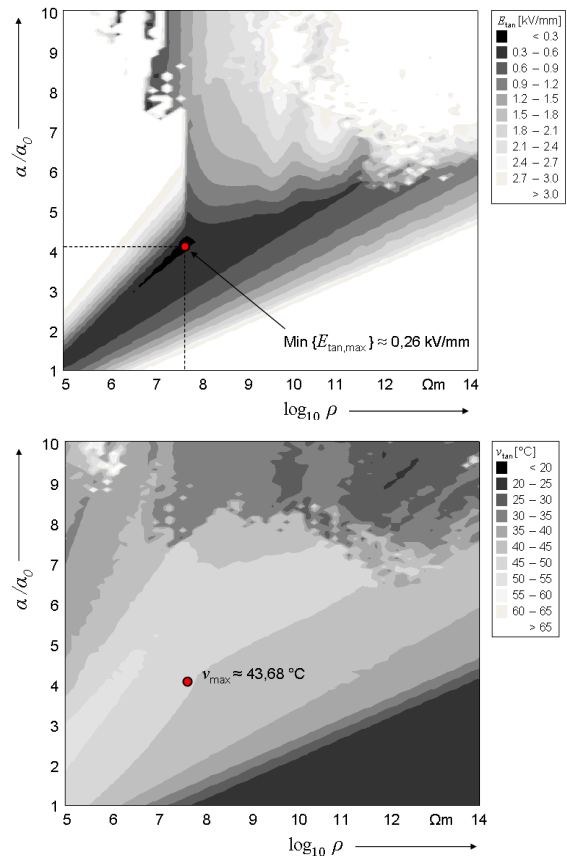 E_tan [kV/mm]
< 0.3
0.3 – 0.6
0.6 – 0.9
0.9 – 1.2
1.2 – 1.5
1.5 – 1.8
1.8 – 2.1
2.1 – 2.4
2.4 – 2.7
2.7 – 3.0
> 3.0
α/α₀
10
9
8
7
6
5
4
3
2
1
Min {E_tan,max} ≈ 0,26 kV/mm
5 6 7 8 9 10 11 12 Ωm 14
log₁₀ ρ
ν_tan [°C]
< 20
20 – 25
25 – 30
30 – 35
35 – 40
40 – 45
45 – 50
50 – 55
55 – 60
60 – 65
> 65
α/α₀
10
9
8
7
6
5
4
3
2
1
ν_max ≈ 43,68 °C
5 6 7 8 9 10 11 12 Ωm 14
log₁₀ ρ